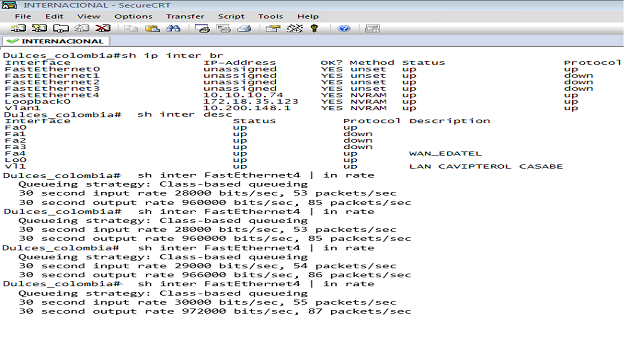 INTERNACIONAL - SecureCRT
File Edit View Options Transfer Script Tools Help
INTERNACIONAL
Dulces_colombia#sh ip inter br
Interface IP-Address OK? Method Status Protocol
FastEthernet0 unassigned YES unset up up
FastEthernet1 unassigned YES unset up down
FastEthernet2 unassigned YES unset up down
FastEthernet3 unassigned YES unset up down
FastEthernet4 10.10.10.74 YES NVRAM up up
Loopback0 172.18.35.123 YES NVRAM up up
Vlan1 10.200.148.1 YES NVRAM up up
Dulces_colombia# sh inter desc
Interface Status Protocol Description
Fa0 up up
Fa1 up down
Fa2 up down
Fa3 up down
Fa4 up up WAN_EDATEL
Lo0 up up
Vl1 up up LAN CAVIPTEROL CASABE
Dulces_colombia# sh inter FastEthernet4 | in rate
Queueing strategy: Class-based queueing
30 second input rate 28000 bits/sec, 53 packets/sec
30 second output rate 960000 bits/sec, 85 packets/sec
Dulces_colombia# sh inter FastEthernet4 | in rate
Queueing strategy: Class-based queueing
30 second input rate 28000 bits/sec, 53 packets/sec
30 second output rate 960000 bits/sec, 85 packets/sec
Dulces_colombia# sh inter FastEthernet4 | in rate
Queueing strategy: Class-based queueing
30 second input rate 29000 bits/sec, 54 packets/sec
30 second output rate 966000 bits/sec, 86 packets/sec
Dulces_colombia# sh inter FastEthernet4 | in rate
Queueing strategy: Class-based queueing
30 second input rate 30000 bits/sec, 55 packets/sec
30 second output rate 972000 bits/sec, 87 packets/sec